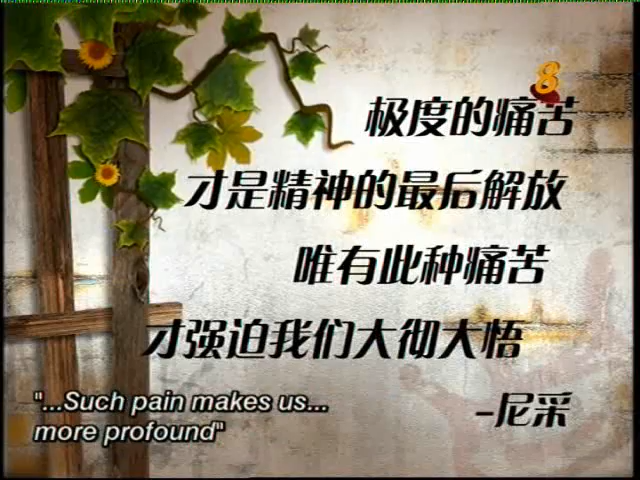 8
极度的痛苦
才是精神的最后解放
唯有此种痛苦
才强迫我们大彻大悟
"...Such pain makes us...
more profound"
-尼采